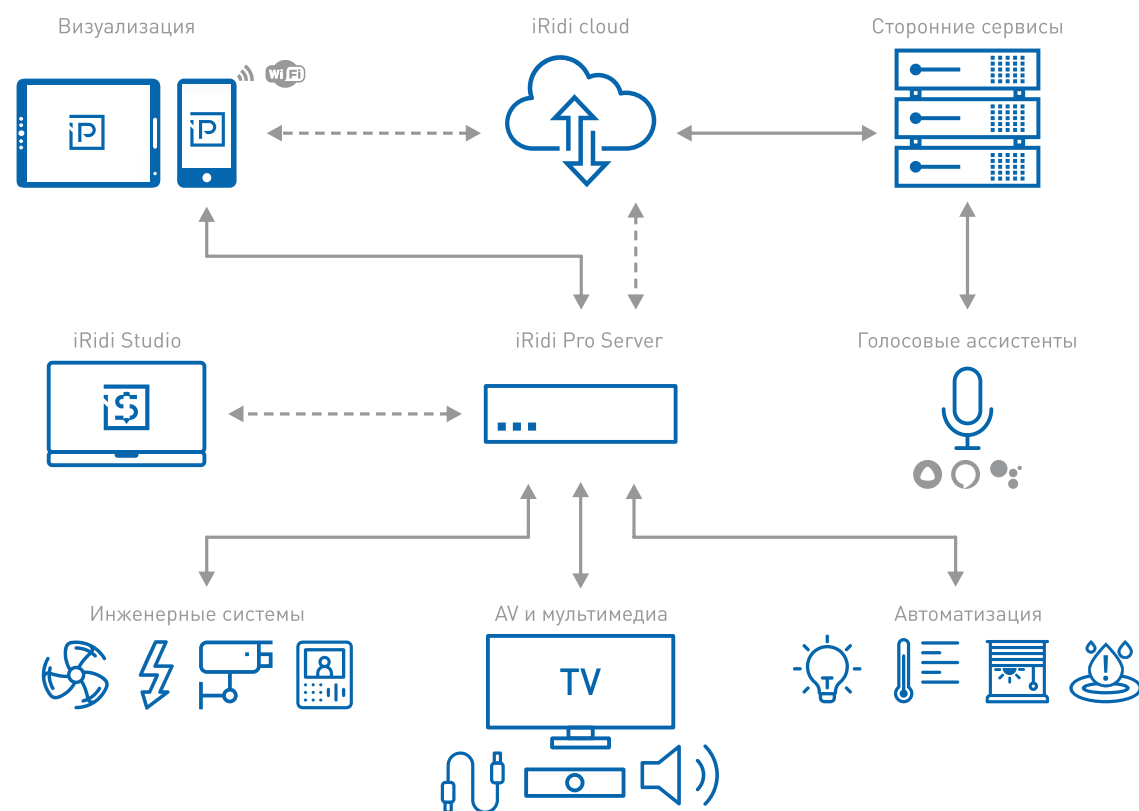 Визуализация
iRidi cloud
Сторонние сервисы
Wi Fi
P
P
iRidi Studio
iRidi Pro Server
Голосовые ассистенты
$
Инженерные системы
AV и мультимедиа
Автоматизация
TV